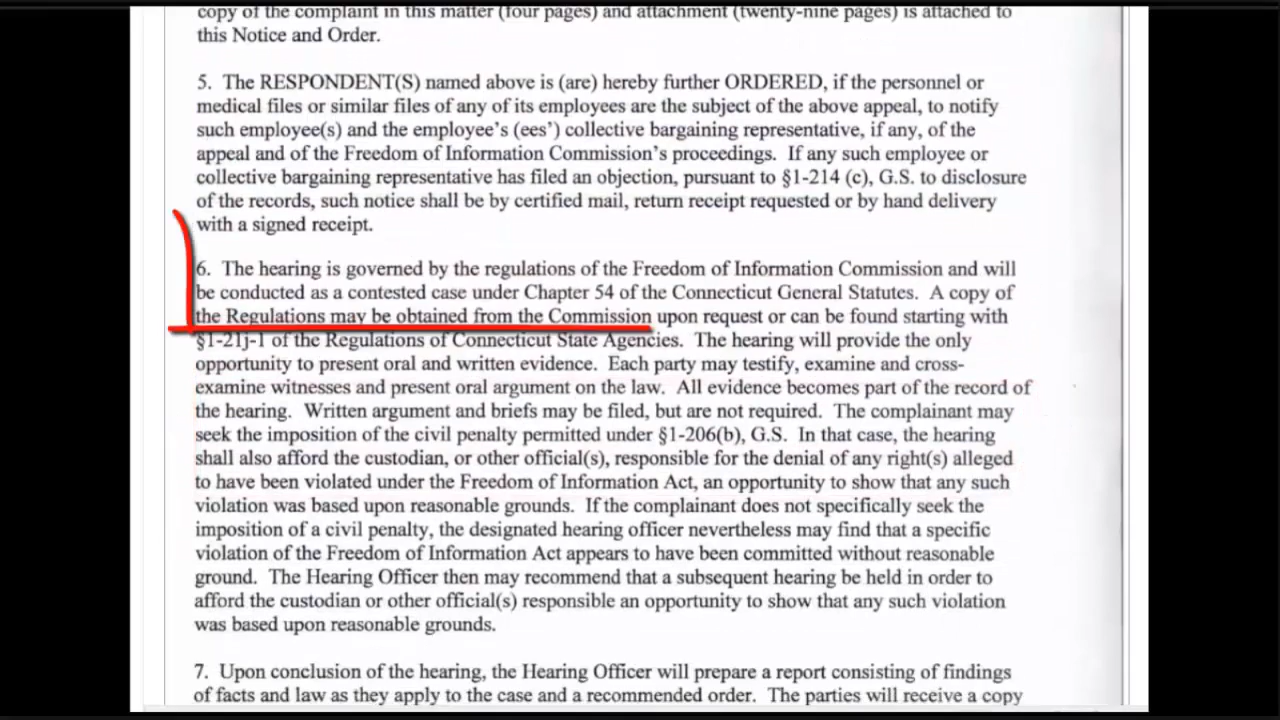 copy of the complaint in this matter (four pages) and attachment (twenty-nine pages) is attached to
this Notice and Order.
5. The RESPONDENT(S) named above is (are) hereby further ORDERED, if the personnel or
medical files or similar files of any of its employees are the subject of the above appeal, to notify
such employee(s) and the employee's (ees') collective bargaining representative, if any, of the
appeal and of the Freedom of Information Commission's proceedings. If any such employee or
collective bargaining representative has filed an objection, pursuant to §1-214 (c), G.S. to disclosure
of the records, such notice shall be by certified mail, return receipt requested or by hand delivery
with a signed receipt.
6. The hearing is governed by the regulations of the Freedom of Information Commission and will
be conducted as a contested case under Chapter 54 of the Connecticut General Statutes. A copy of
the Regulations may be obtained from the Commission upon request or can be found starting with
§1-21j-1 of the Regulations of Connecticut State Agencies. The hearing will provide the only
opportunity to present oral and written evidence. Each party may testify, examine and cross-
examine witnesses and present oral argument on the law. All evidence becomes part of the record of
the hearing. Written argument and briefs may be filed, but are not required. The complainant may
seek the imposition of the civil penalty permitted under §1-206(b), G.S. In that case, the hearing
shall also afford the custodian, or other official(s), responsible for the denial of any right(s) alleged
to have been violated under the Freedom of Information Act, an opportunity to show that any such
violation was based upon reasonable grounds. If the complainant does not specifically seek the
imposition of a civil penalty, the designated hearing officer nevertheless may find that a specific
violation of the Freedom of Information Act appears to have been committed without reasonable
ground. The Hearing Officer then may recommend that a subsequent hearing be held in order to
afford the custodian or other official(s) responsible an opportunity to show that any such violation
was based upon reasonable grounds.
7. Upon conclusion of the hearing, the Hearing Officer will prepare a report consisting of findings
of facts and law as they apply to the case and a recommended order. The parties will receive a copy